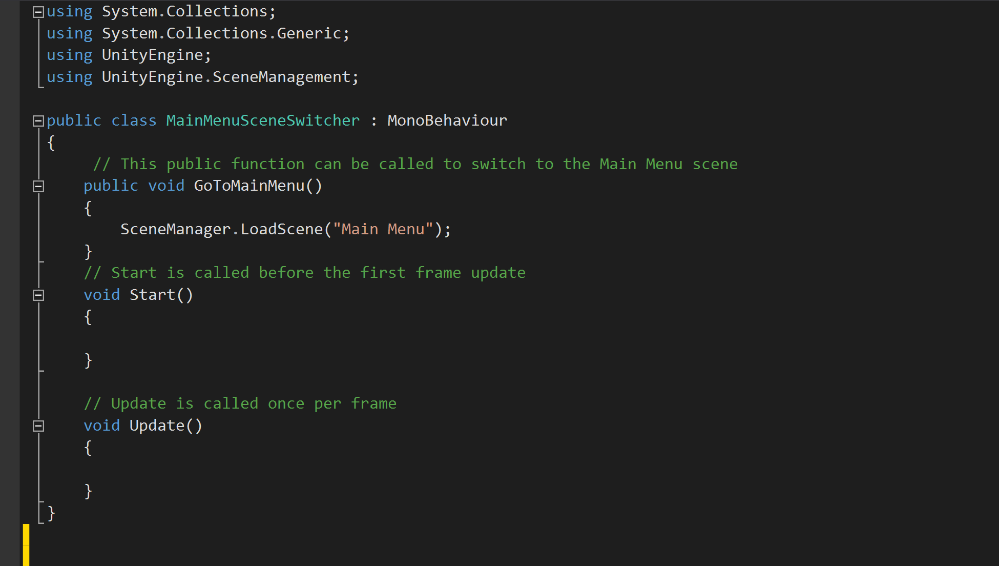 using System.Collections;
using System.Collections.Generic;
using UnityEngine;
using UnityEngine.SceneManagement;

public class MainMenuSceneSwitcher : MonoBehaviour
{
     // This public function can be called to switch to the Main Menu scene
    public void GoToMainMenu()
    {
        SceneManager.LoadScene("Main Menu");
    }
    // Start is called before the first frame update
    void Start()
    {

    }

    // Update is called once per frame
    void Update()
    {

    }
}